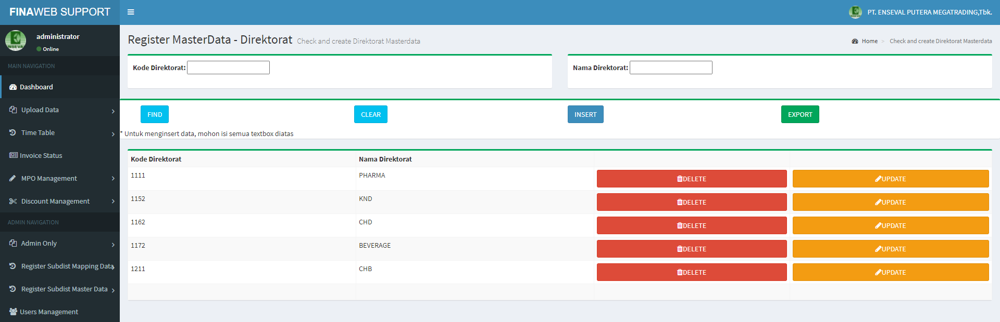 FINAWEB SUPPORT
PT. ENSEVAL PUTERA MEGATRADING,Tbk.
administrator
Online
MAIN NAVIGATION
Dashboard
Upload Data
Time Table
Invoice Status
MPO Management
Discount Management
ADMIN NAVIGATION
Admin Only
Register Subdist Mapping Data
Register Subdist Master Data
Users Management
Register MasterData - Direktorat Check and create Direktorat Masterdata
Home > Check and create Direktorat Masterdata
Kode Direktorat:
Nama Direktorat:
FIND CLEAR INSERT EXPORT
* Untuk menginsert data, mohon isi semua textbox diatas
Kode Direktorat Nama Direktorat
1111 PHARMA DELETE UPDATE
1152 KND DELETE UPDATE
1162 CHD DELETE UPDATE
1172 BEVERAGE DELETE UPDATE
1211 CHB DELETE UPDATE